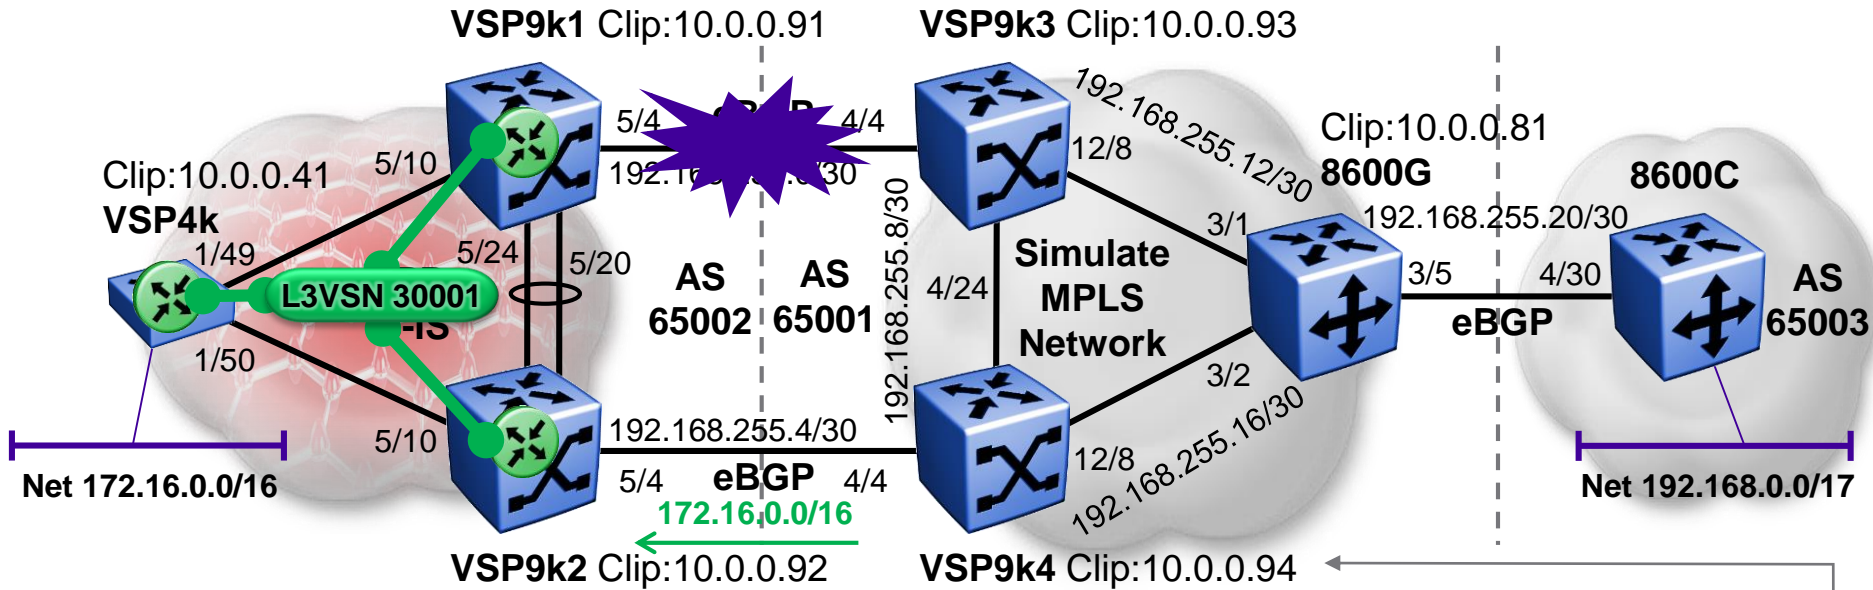 VSP9k1 Clip:10.0.0.91
VSP9k3 Clip:10.0.0.93
5/4
4/4
192.168.255.12/30
Clip:10.0.0.81
8600G
8600C
5/10
12/8
Clip:10.0.0.41
VSP4k
192.168.255.8/30
3/1
192.168.255.20/30
1/49
5/24
5/20
AS
65002
AS
65001
4/24
Simulate
MPLS
Network
3/5
4/30
AS
65003
L3VSN 30001
-IS
eBGP
1/50
3/2
192.168.255.16/30
5/10
192.168.255.4/30
12/8
5/4
eBGP
4/4
Net 172.16.0.0/16
172.16.0.0/16
Net 192.168.0.0/17
VSP9k2 Clip:10.0.0.92
VSP9k4 Clip:10.0.0.94